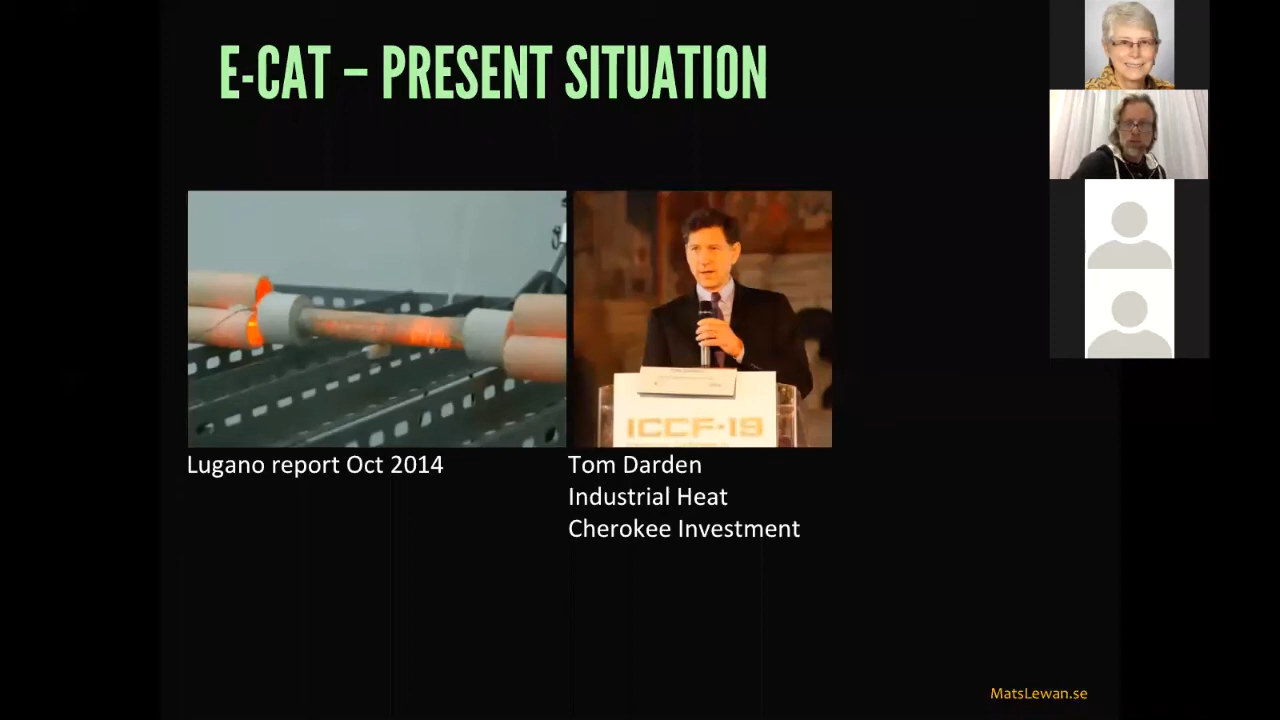 E-CAT – PRESENT SITUATION
ICCF-19
Lugano report Oct 2014
Tom Darden
Industrial Heat
Cherokee Investment
MatsLewan.se